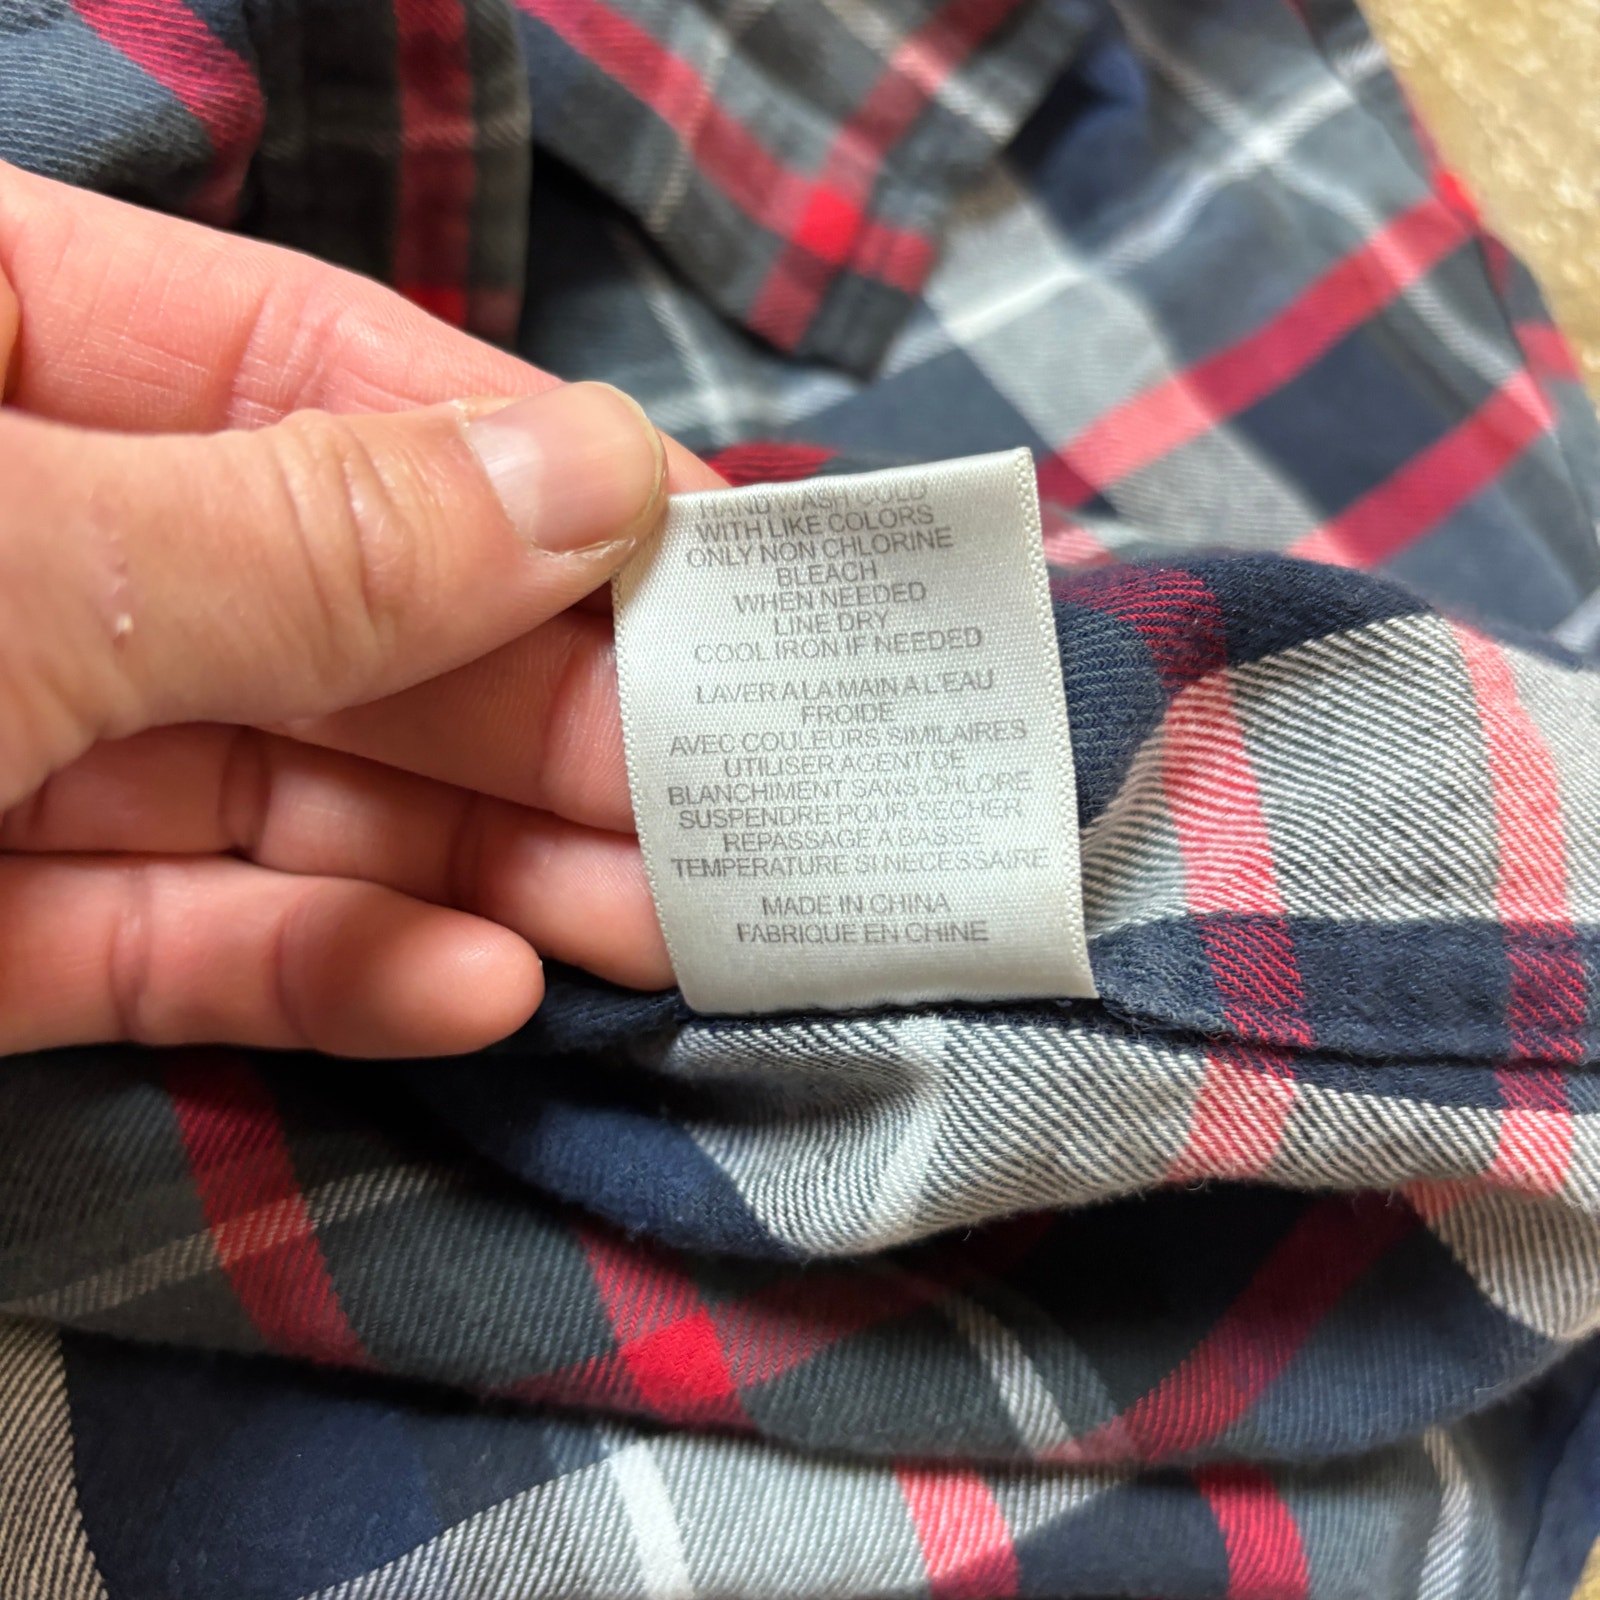 HAND WASH COLD
WITH LIKE COLORS
ONLY NON CHLORINE
BLEACH
WHEN NEEDED
LINE DRY
COOL IRON IF NEEDED
LAVER A LA MAIN A L'EAU
FROIDE
AVEC COULEURS SIMILAIRES
UTILISER AGENT DE
BLANCHIMENT SANS CHLORE
SUSPENDRE POUR SECHER
REPASSAGE A BASSE
TEMPERATURE SI NECESSAIRE
MADE IN CHINA
FABRIQUE EN CHINE